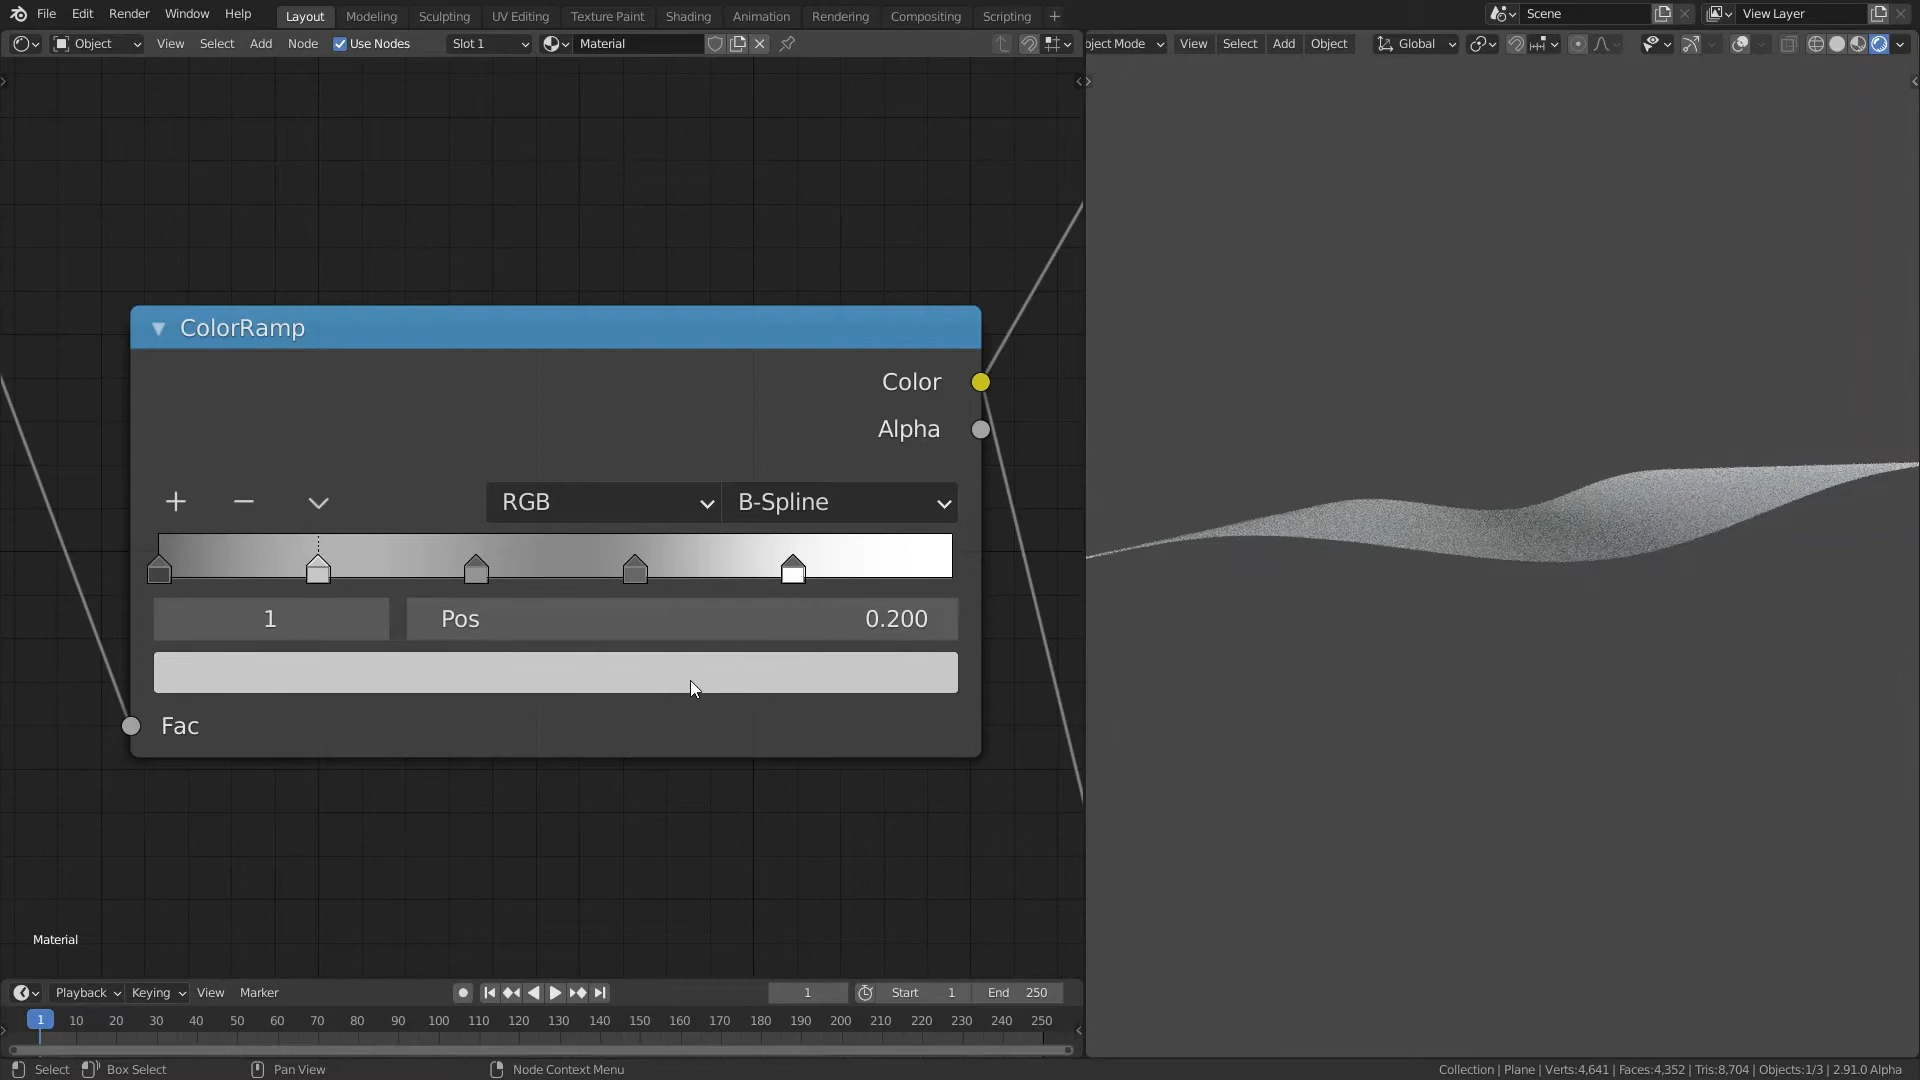 File Edit Render Window Help Layout Modeling Sculpting UV Editing Texture Paint Shading Animation Rendering Compositing Scripting + Scene View Layer
Object View Select Add Node Use Nodes Slot 1 Material ject Mode View Select Add Object Global
ColorRamp
Color
Alpha
RGB B-Spline
1 Pos 0.200
Fac
Material
Playback Keying View Marker 1 Start 1 End 250
1 10 20 30 40 50 60 70 80 90 100 110 120 130 140 150 160 170 180 190 200 210 220 230 240 250
Select Box Select Pan View Node Context Menu Collection | Plane | Verts:4,641 | Faces:4,352 | Tris:8,704 | Objects:1/3 | 2.91.0 Alpha